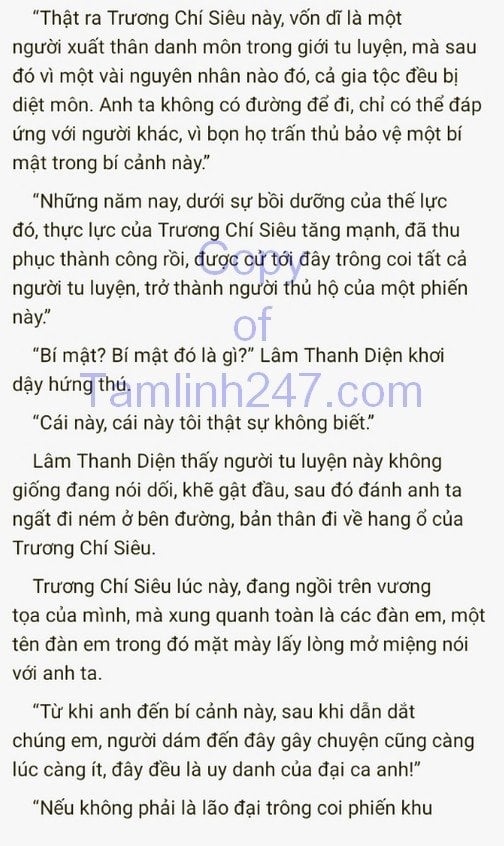 “Thật ra Trương Chí Siêu này, vốn dĩ là một
người xuất thân danh môn trong giới tu luyện, mà sau
đó vì một vài nguyên nhân nào đó, cả gia tộc đều bị
diệt môn. Anh ta không có đường để đi, chỉ có thể đáp
ứng với người khác, vì bọn họ trấn thủ bảo vệ một bí
mật trong bí cảnh này.”
“Những năm nay, dưới sự bồi dưỡng của thế lực
đó, thực lực của Trương Chí Siêu tăng mạnh, đã thu
phục thành công rồi, được cử tới đây trông coi tất cả
người tu luyện, trở thành người thủ hộ của một phiến
này.”
“Bí mật? Bí mật đó là gì?” Lâm Thanh Diện khơi
dậy hứng thú.
“Cái này, cái này tôi thật sự không biết.”
Lâm Thanh Diện thấy người tu luyện này không
giống đang nói dối, khẽ gật đầu, sau đó đánh anh ta
ngất đi ném ở bên đường, bản thân đi về hang ổ của
Trương Chí Siêu.
Trương Chí Siêu lúc này, đang ngồi trên vương
tọa của mình, mà xung quanh toàn là các đàn em, một
tên đàn em trong đó mặt mày lấy lòng mở miệng nói
với anh ta.
“Từ khi anh đến bí cảnh này, sau khi dẫn dắt
chúng em, người dám đến đây gây chuyện cũng càng
lúc càng ít, đây đều là uy danh của đại ca anh!”
“Nếu không phải là lão đại trông coi phiến khu
Copy
of
Tamlinh247.com